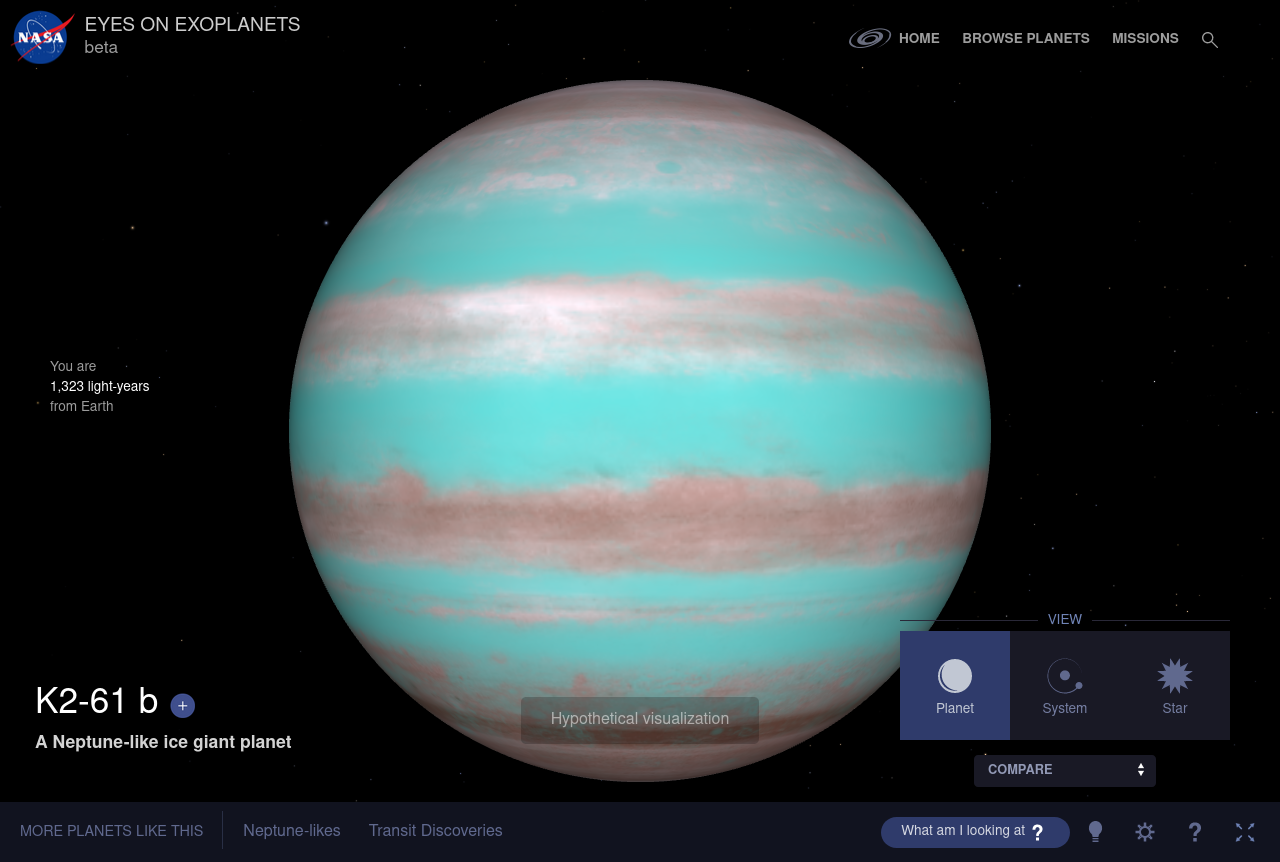 NASA
EYES ON EXOPLANETS
beta
HOME
BROWSE PLANETS
MISSIONS
You are
1,323 light-years
from Earth
VIEW
Planet
System
Star
K2-61 b +
A Neptune-like ice giant planet
Hypothetical visualization
COMPARE
MORE PLANETS LIKE THIS
Neptune-likes
Transit Discoveries
What am I looking at ?
?